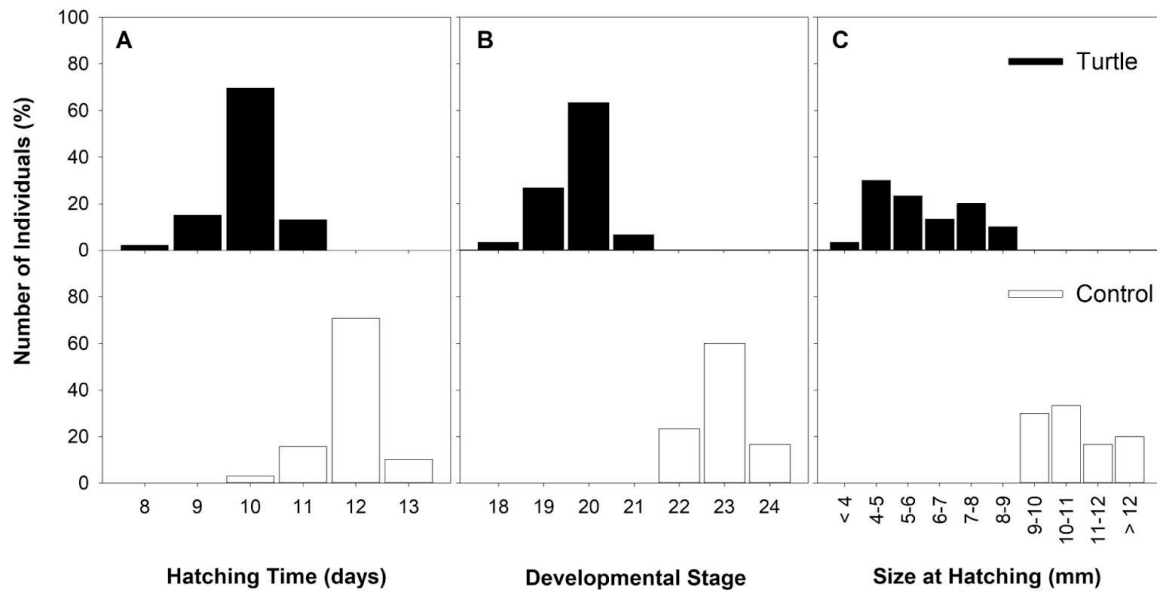 A
B
C
Turtle
Control
Number of Individuals (%)
100
80
60
40
20
0
80
60
40
20
0
8 9 10 11 12 13
18 19 20 21 22 23 24
< 4 4-5 5-6 6-7 7-8 8-9 9-10 10-11 11-12 > 12
Hatching Time (days)
Developmental Stage
Size at Hatching (mm)